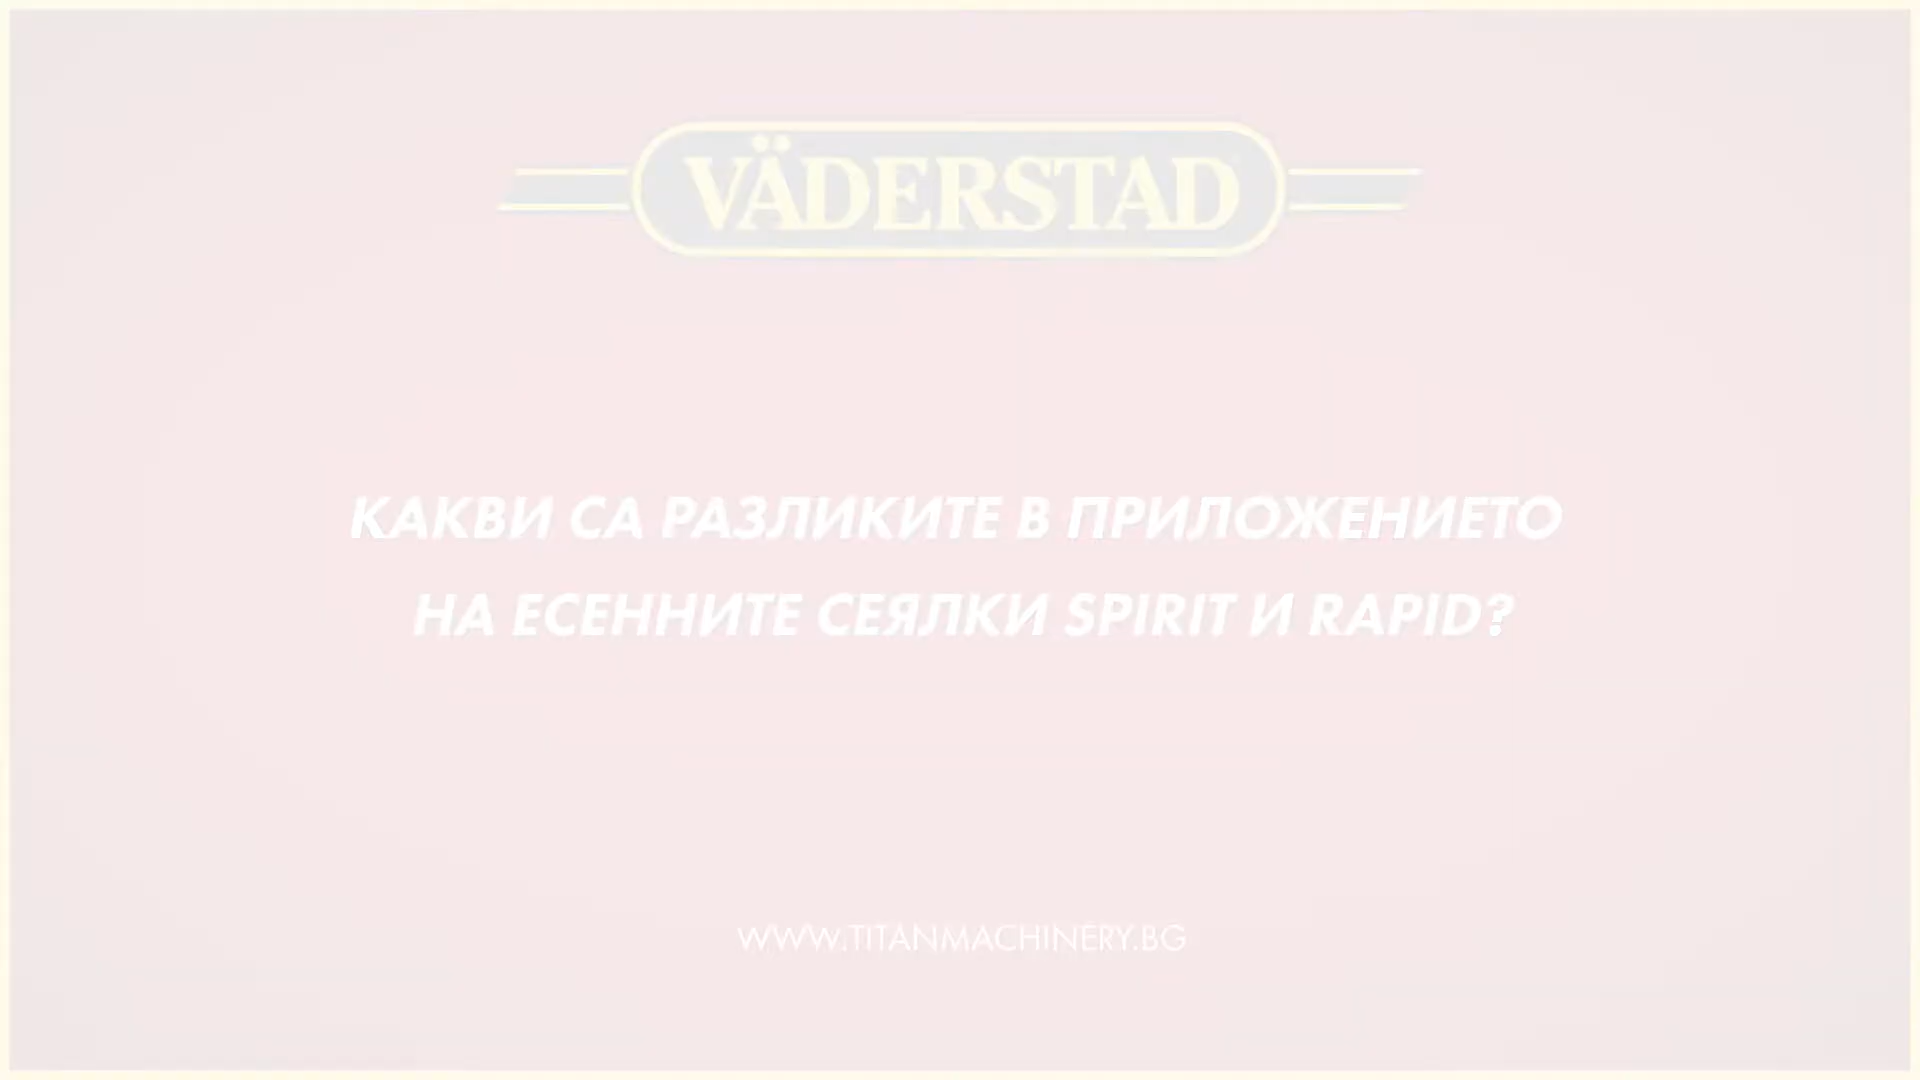 VÄDERSTAD
КАКВИ СА РАЗЛИКИТЕ В ПРИЛОЖЕНИЕТО
НА ЕСЕННИТЕ СЕЯЛКИ SPIRIT И RAPID?
WWW.TITANMACHINERY.BG